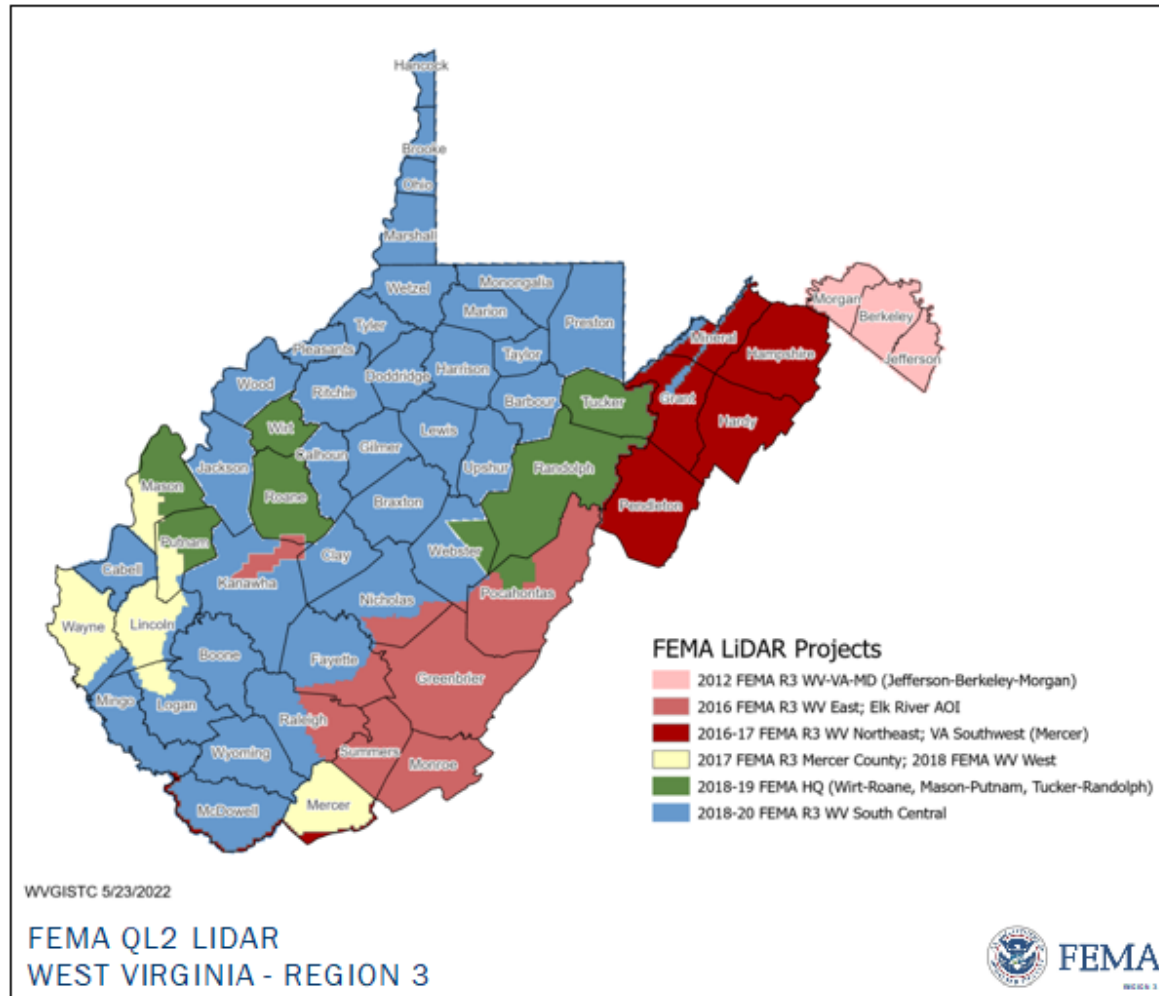 Hancock
Brooke
Ohio
Marshall
Wetzel
Monongalia
Marion
Preston
Tyler
Pleasants
Taylor
Wood
Ritchie
Doddridge
Harrison
Barbour
Tucker
Wirt
Calhoun
Gilmer
Lewis
Upshur
Randolph
Jackson
Mason
Roane
Braxton
Putnam
Webster
Cabell
Kanawha
Clay
Nicholas
Pocahontas
Wayne
Lincoln
Boone
Fayette
Greenbrier
Mingo
Logan
Raleigh
Wyoming
Summers
Monroe
McDowell
Mercer
Morgan
Berkeley
Jefferson
Mineral
Hampshire
Grant
Hardy
Pendleton
FEMA LiDAR Projects
2012 FEMA R3 WV-VA-MD (Jefferson-Berkeley-Morgan)
2016 FEMA R3 WV East; Elk River AOI
2016-17 FEMA R3 WV Northeast; VA Southwest (Mercer)
2017 FEMA R3 Mercer County; 2018 FEMA WV West
2018-19 FEMA HQ (Wirt-Roane, Mason-Putnam, Tucker-Randolph)
2018-20 FEMA R3 WV South Central
WVGISTC 5/23/2022
FEMA QL2 LIDAR
WEST VIRGINIA - REGION 3
FEMA
REGION 3